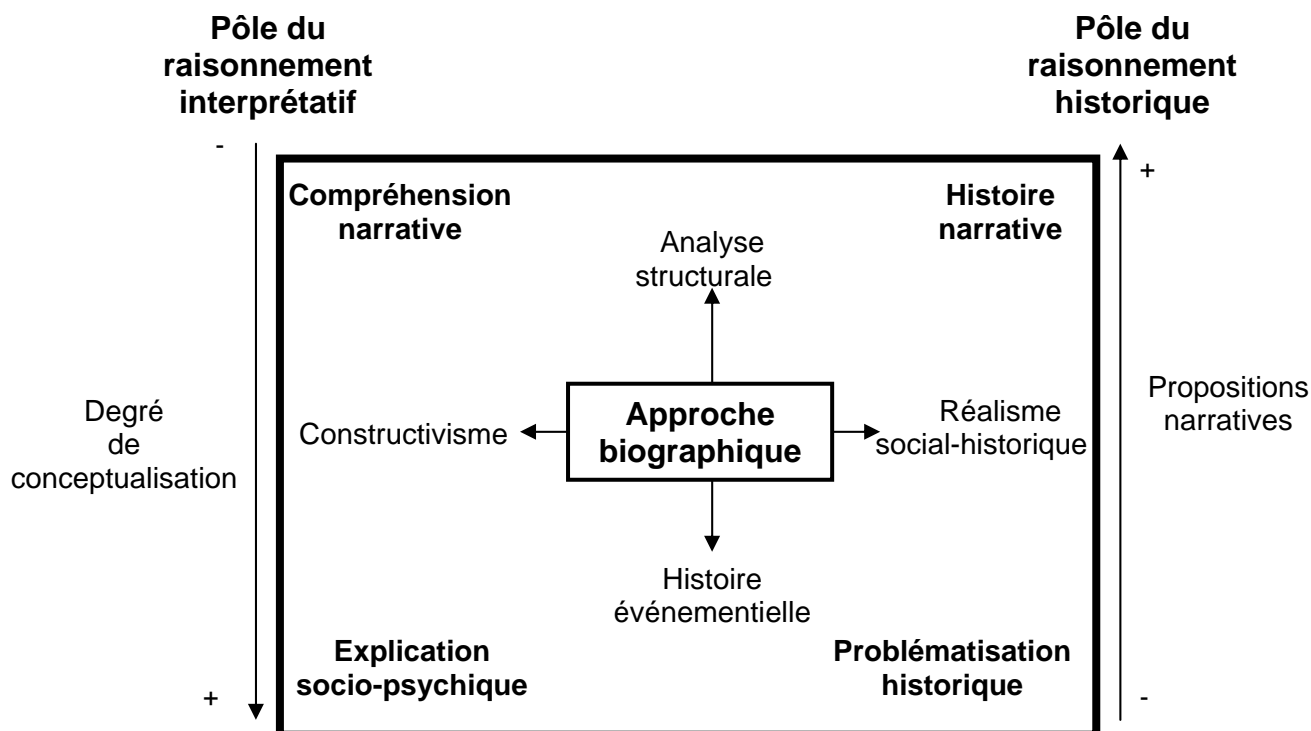 Pôle du
raisonnement
interprétatif
Pôle du
raisonnement
historique
-
+
Compréhension
narrative
Histoire
narrative
Analyse
structurale
Degré
de
conceptualisation
Constructivisme
Approche
biographique
Réalisme
social-historique
Propositions
narratives
Histoire
événementielle
Explication
socio-psychique
Problématisation
historique
+
-